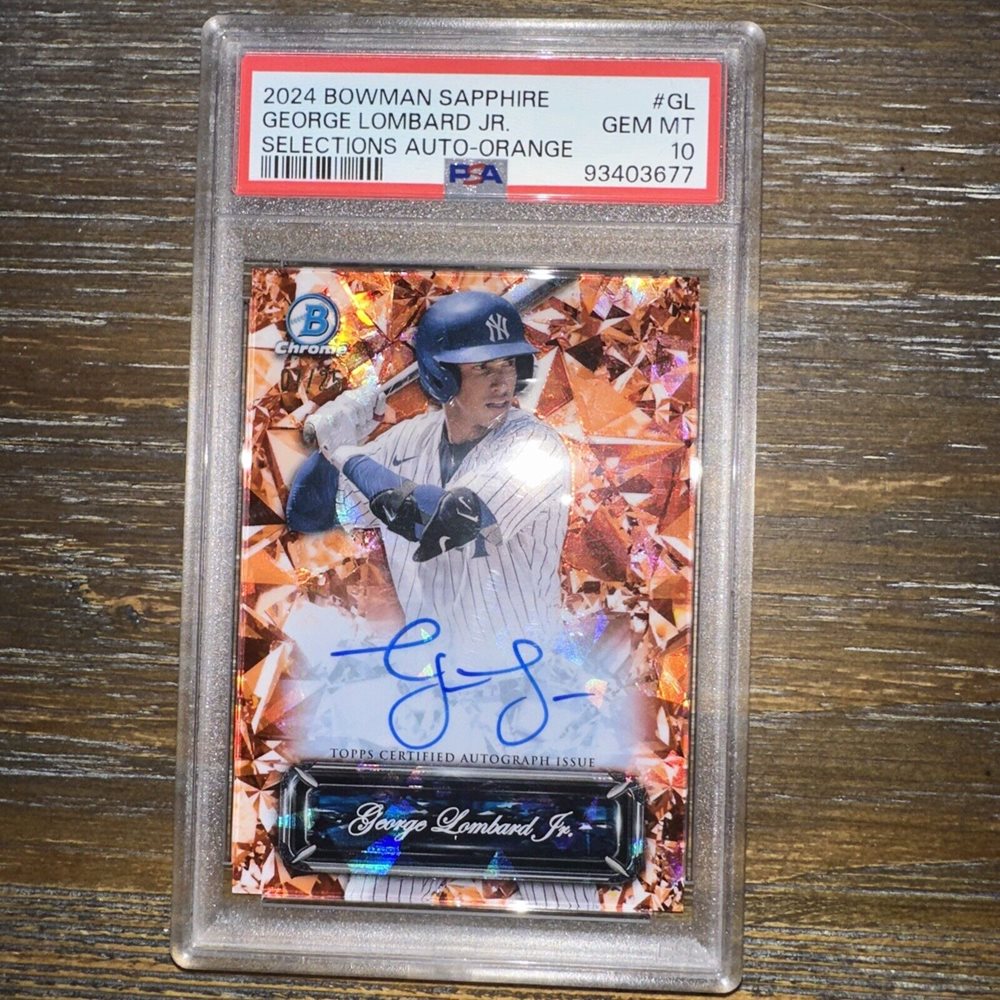 2024 BOWMAN SAPPHIRE #GL
GEORGE LOMBARD JR. GEM MT
SELECTIONS AUTO-ORANGE 10
PSA 93403677
B
Chrome
NY
TOPPS CERTIFIED AUTOGRAPH ISSUE
George Lombard Jr.